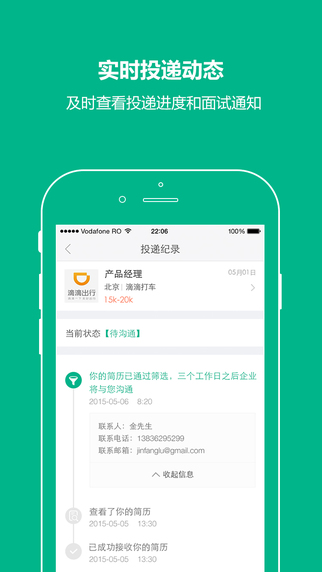 实时投递动态
及时查看投递进度和面试通知
Vodafone RO 22:06 100%
投递纪录
产品经理 05月01日
北京 | 滴滴打车
15k-20k
滴滴出行
当前状态【待沟通】
你的简历已通过筛选，三个工作日之后企业
将与您沟通
2015-05-06 8:20
联系人：金先生
联系电话：13836295299
联系邮箱：jinfanglu@gmail.com
收起信息
查看了你的简历
2015-05-05 13:30
已成功接收你的简历
2015-05-05 13:30